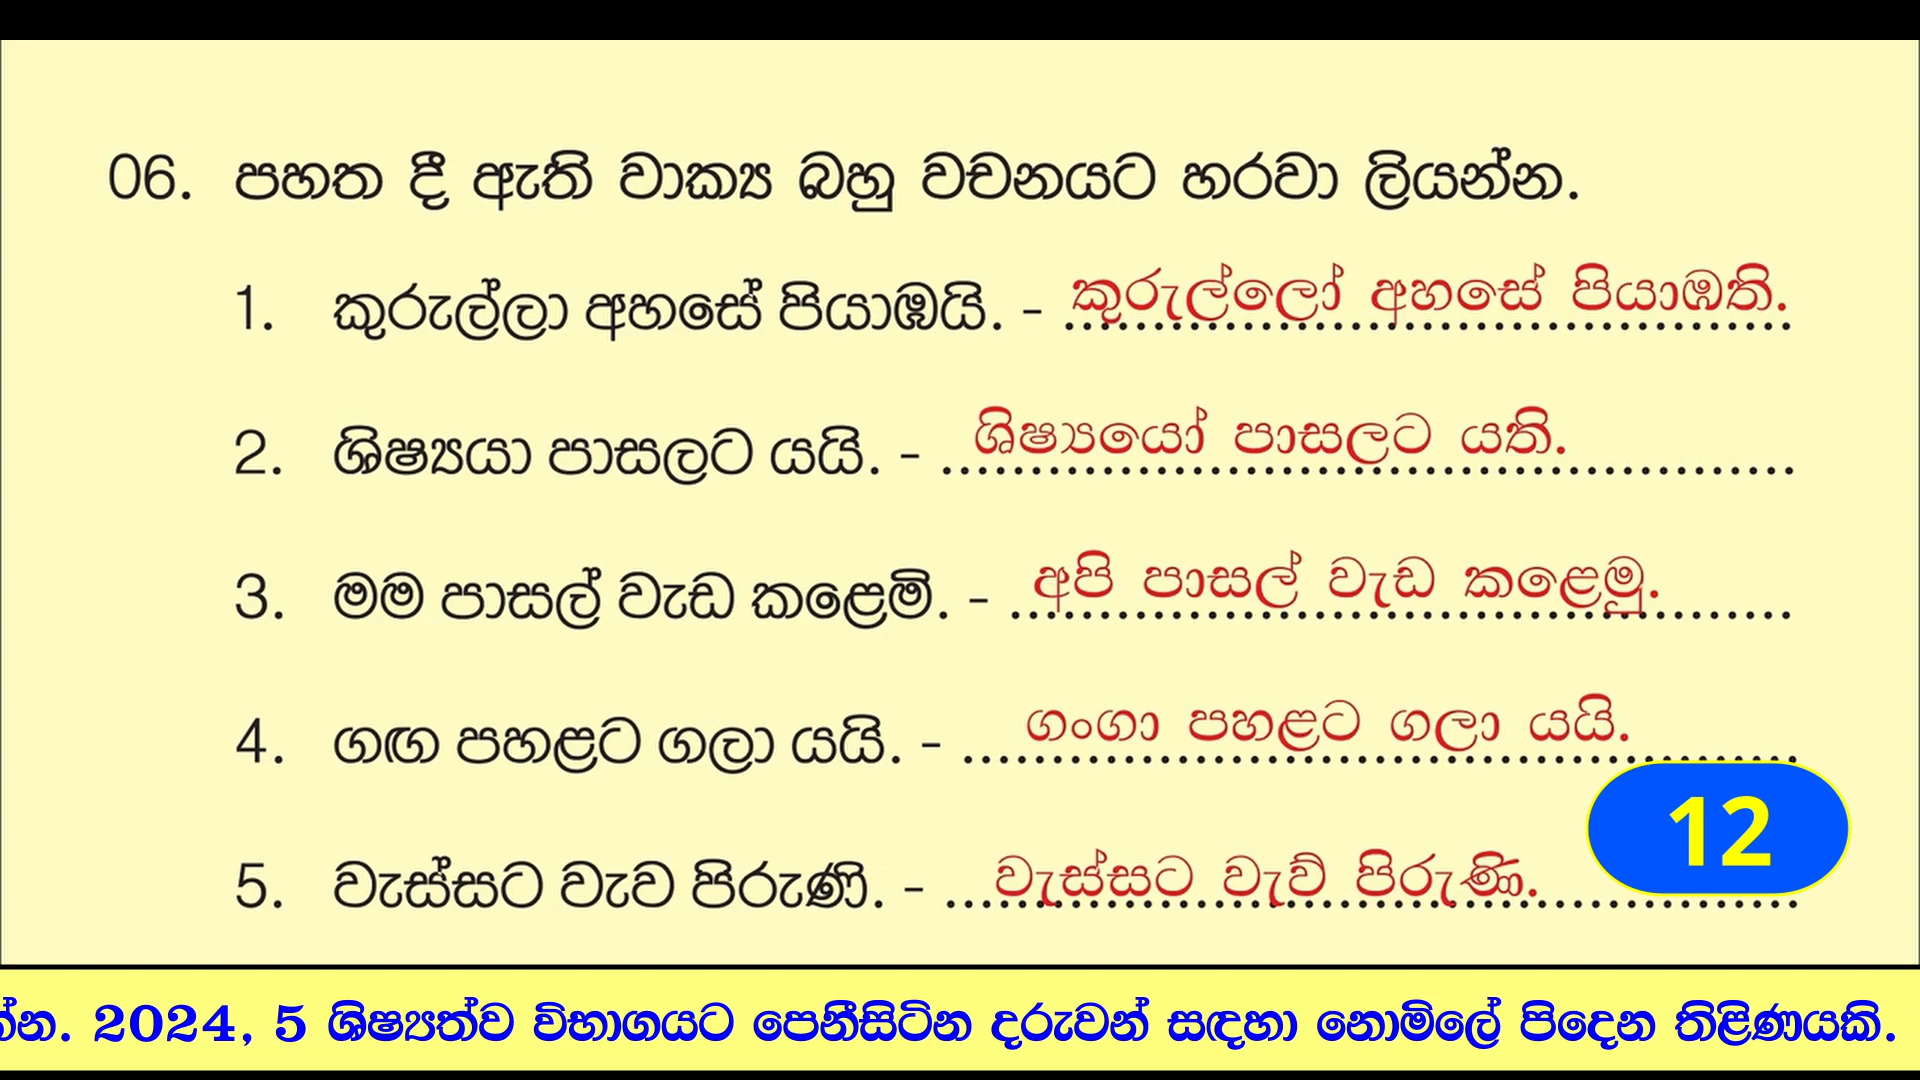 06. පහත දී ඇති වාක්‍ය බහු වචනයට හරවා ලියන්න.
1. කුරුල්ලා අහසේ පියාඹයි. - කුරුල්ලෝ අහසේ පියාඹති.
2. ශිෂ්‍යයා පාසලට යයි. - ශිෂ්‍යයෝ පාසලට යති.
3. මම පාසල් වැඩ කළෙමි. - අපි පාසල් වැඩ කළෙමු.
4. ගඟ පහළට ගලා යයි. - ගංගා පහළට ගලා යයි.
12
5. වැස්සට වැව පිරුණි. - වැස්සට වැව් පිරුණි.
2024, 5 ශිෂ්‍යත්ව විභාගයට පෙනීසිටින දරුවන් සඳහා නොමිලේ පිදෙන තිළිණයකි.